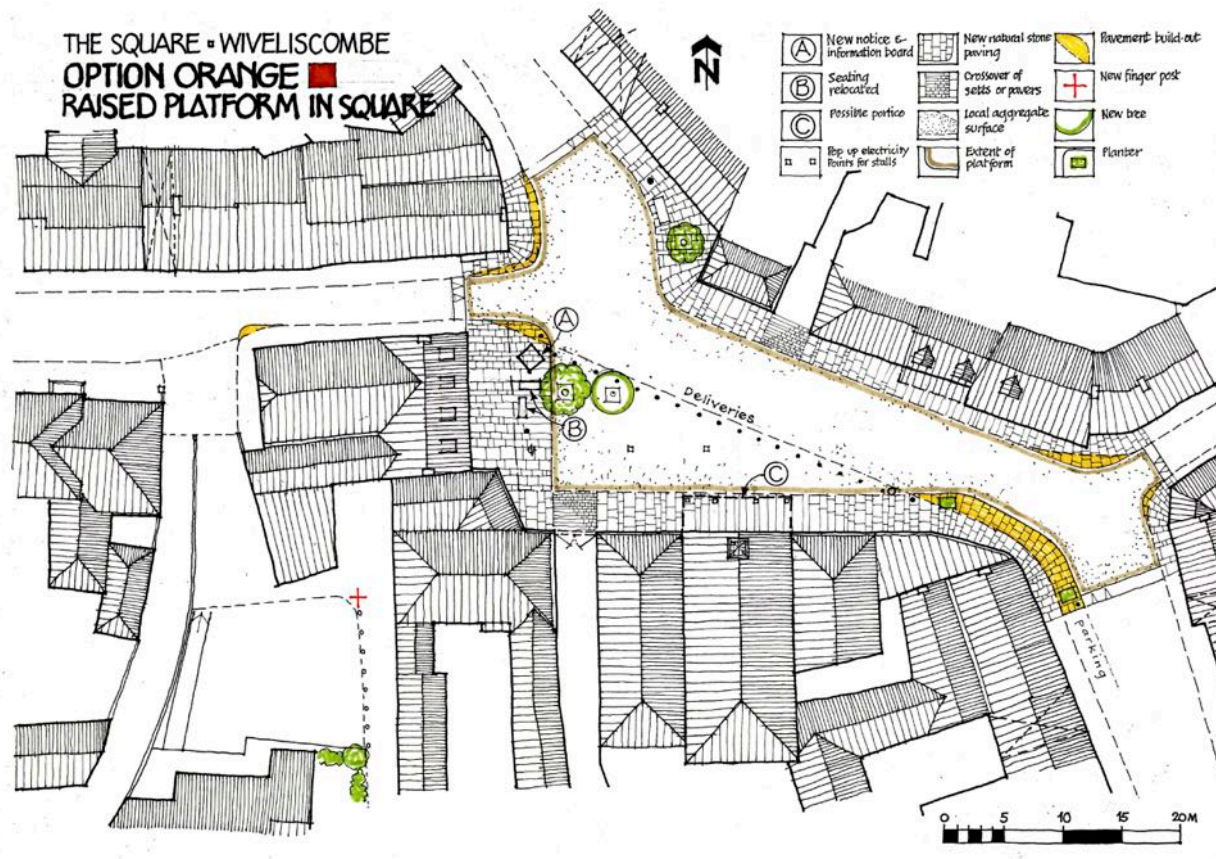 THE SQUARE ▪ WIVELISCOMBE
OPTION ORANGE
RAISED PLATFORM IN SQUARE
N
A
New notice &
information board
B
Seating
relocated
C
Possible portico
Pop up electricity
Points for stalls
New natural stone
paving
Crossover of
setts or pavers
Local aggregate
surface
Extent of
platform
Pavement build-out
New finger post
New tree
Planter
A
B
Deliveries
C
Parking
0 5 10 15 20M